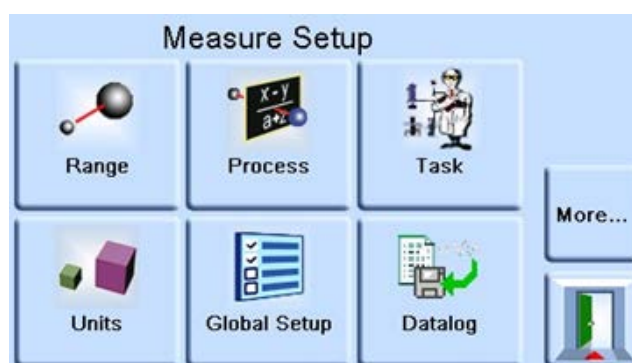 Measure Setup
Range
Process
Task
x-y
a+z
More...
Units
Global Setup
Datalog